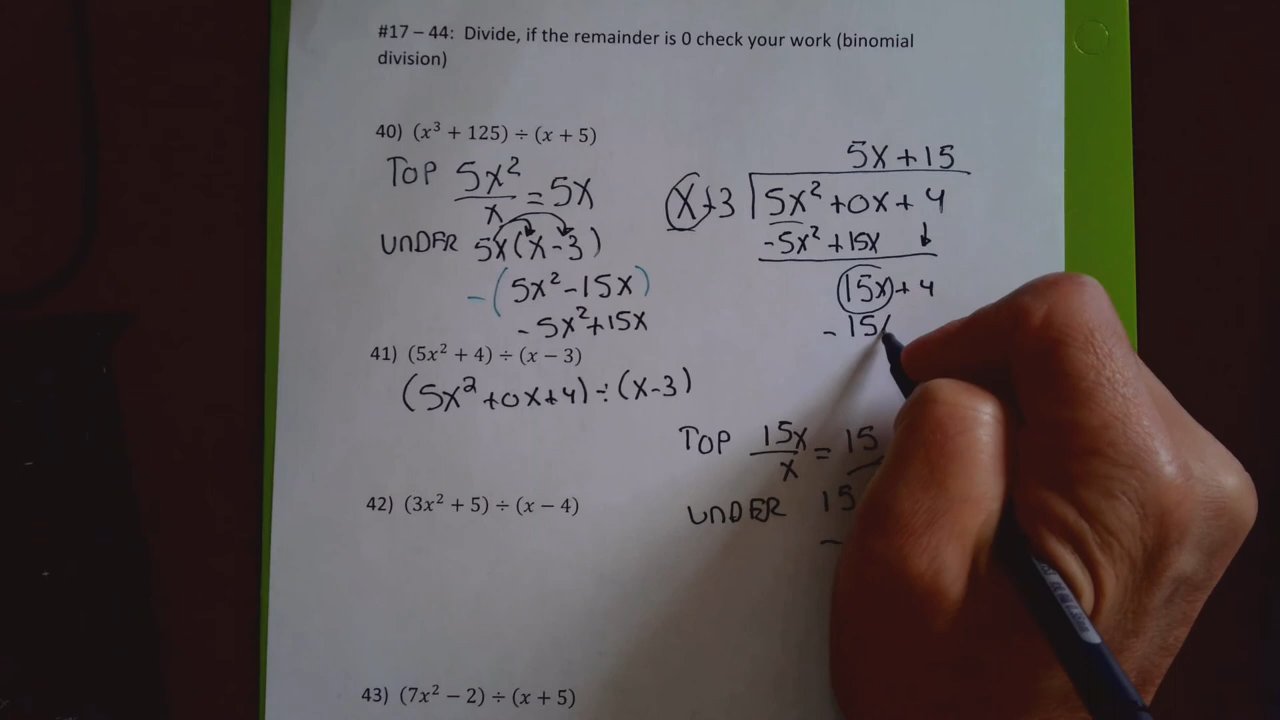 #17 – 44: Divide, if the remainder is 0 check your work (binomial
division)
40) (x³ + 125) ÷ (x + 5)
TOP 5x²/x = 5x
UNDER 5x(x-3)
-(5x²-15x)
-5x²+15x
41) (5x² + 4) ÷ (x − 3)
(5x²+0x+4)÷(x-3)
42) (3x² + 5) ÷ (x − 4)
43) (7x² − 2) ÷ (x + 5)
5x+15
x-3 5x²+0x+4
-5x²+15x ↓
15x+4
-15
TOP 15x/x = 15
UNDER 15
-